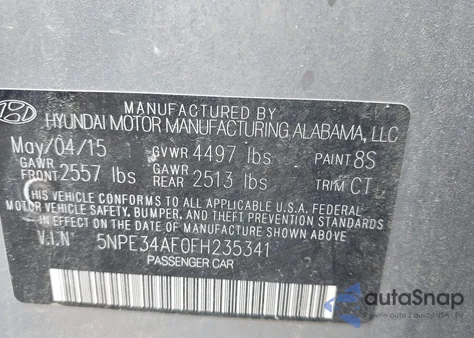 MANUFACTURED BY
HYUNDAI MOTOR MANUFACTURING ALABAMA, LLC
May/04/15 GVWR 4497 lbs PAINT 8S
GAWR FRONT 2557 lbs GAWR REAR 2513 lbs TRIM CT
THIS VEHICLE CONFORMS TO ALL APPLICABLE U.S.A. FEDERAL
MOTOR VEHICLE SAFETY, BUMPER, AND THEFT PREVENTION STANDARDS
IN EFFECT ON THE DATE OF MANUFACTURE SHOWN ABOVE.
V.I.N 5NPE34AF0FH235341
PASSENGER CAR
autoSnap